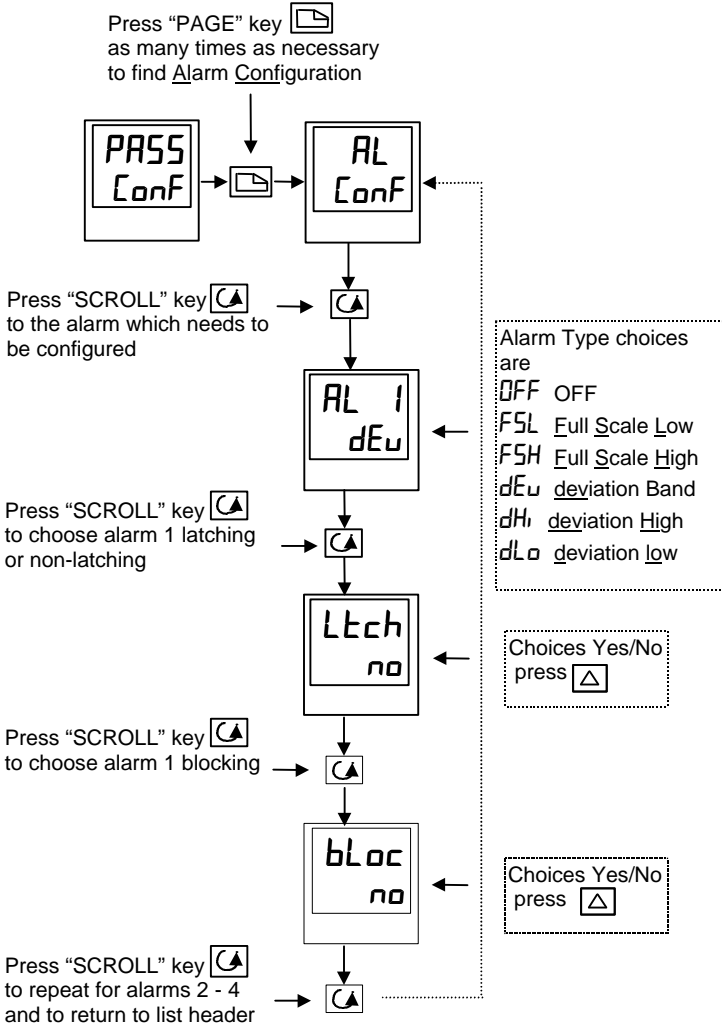 Press “PAGE” key
as many times as necessary
to find Alarm Configuration
PASS
ConF
AL
ConF
Press “SCROLL” key
to the alarm which needs to
be configured
AL 1
dEv
Alarm Type choices
are
OFF OFF
FSL Full Scale Low
FSH Full Scale High
dEv deviation Band
dHi deviation High
dLo deviation low
Press “SCROLL” key
to choose alarm 1 latching
or non-latching
Ltch
no
Choices Yes/No
press
Press “SCROLL” key
to choose alarm 1 blocking
bLoc
no
Choices Yes/No
press
Press “SCROLL” key
to repeat for alarms 2 - 4
and to return to list header